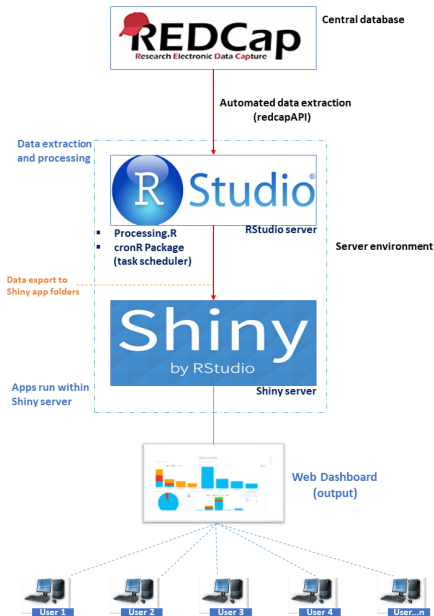 REDCap
Research Electronic Data Capture
Central database
Automated data extraction
(redcapAPI)
Data extraction
and processing
R Studio®
RStudio server
▪ Processing.R
▪ cronR Package
(task scheduler)
Server environment
Data export to
Shiny app folders
Shiny
by RStudio
Shiny server
Apps run within
Shiny server
Web Dashboard
(output)
User 1
User 2
User 3
User 4
User...n